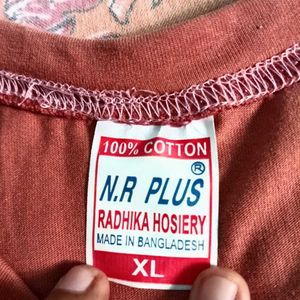 100% COTTON
®
N.R PLUS
RADHIKA HOSIERY
MADE IN BANGLADESH
XL